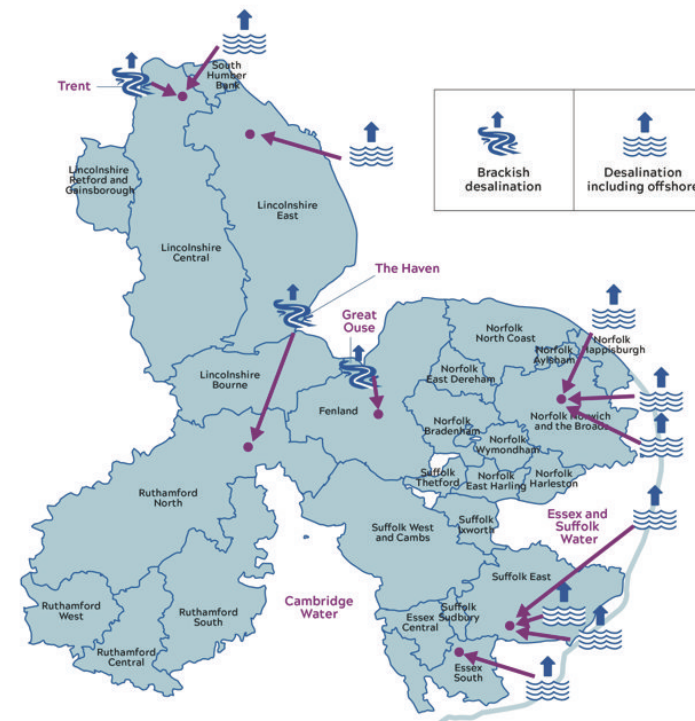 South
Humber
Bank
Trent
Brackish
desalination
Desalination
including offshore
Lincolnshire
Retford and
Gainsborough
Lincolnshire
East
Lincolnshire
Central
The Haven
Great
Ouse
Norfolk
North Coast
Norfolk
Happisburgh
Norfolk
Aylsham
Lincolnshire
Bourne
Norfolk
East Dereham
Fenland
Norfolk
Bradenham
Norfolk Norwich
and the Broads
Norfolk
Wymondham
Suffolk
Thetford
Norfolk
East Harling
Norfolk
Harleston
Ruthamford
North
Suffolk West
and Cambs
Suffolk
Ixworth
Essex and
Suffolk
Water
Suffolk East
Ruthamford
West
Ruthamford
South
Cambridge
Water
Essex
Central
Suffolk
Sudbury
Ruthamford
Central
Essex
South